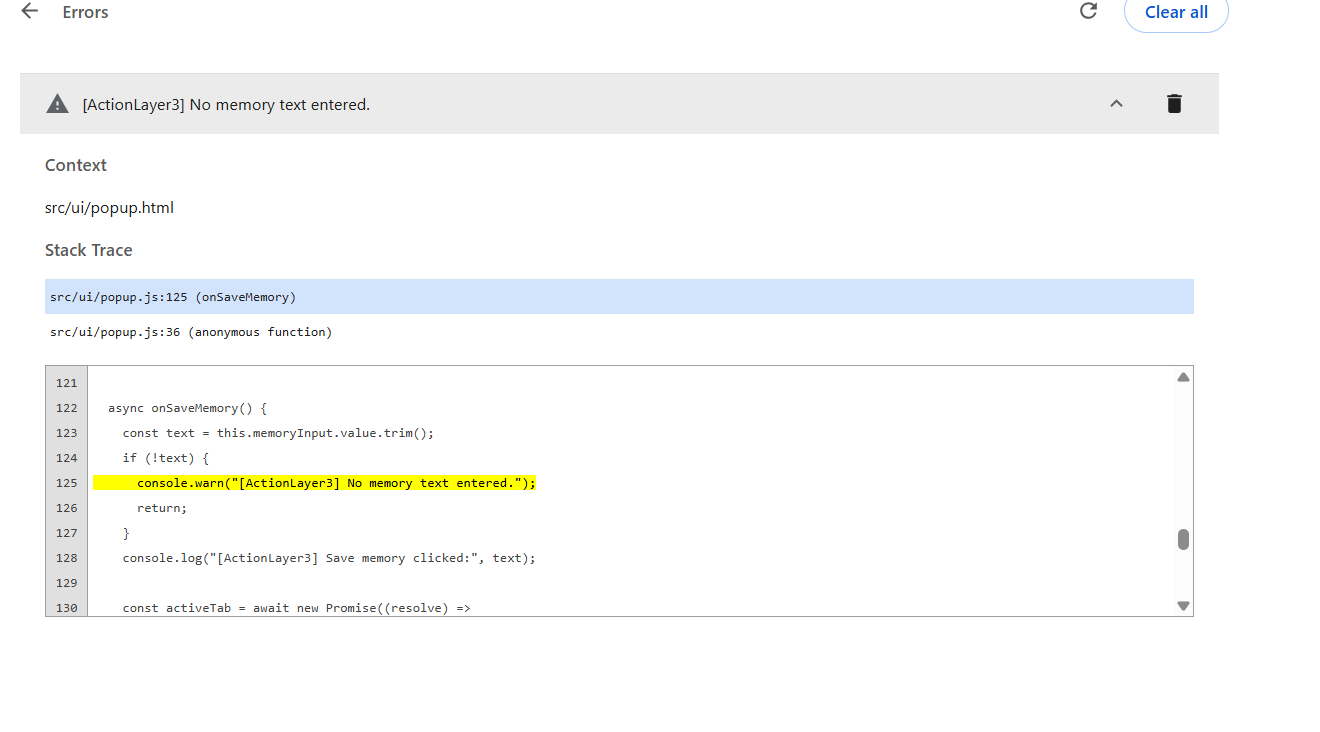 Errors
Clear all
[ActionLayer3] No memory text entered.
Context
src/ui/popup.html
Stack Trace
src/ui/popup.js:125 (onSaveMemory)
src/ui/popup.js:36 (anonymous function)
121
122 async onSaveMemory() {
123 const text = this.memoryInput.value.trim();
124 if (!text) {
125 console.warn("[ActionLayer3] No memory text entered.");
126 return;
127 }
128 console.log("[ActionLayer3] Save memory clicked:", text);
129
130 const activeTab = await new Promise((resolve) =>